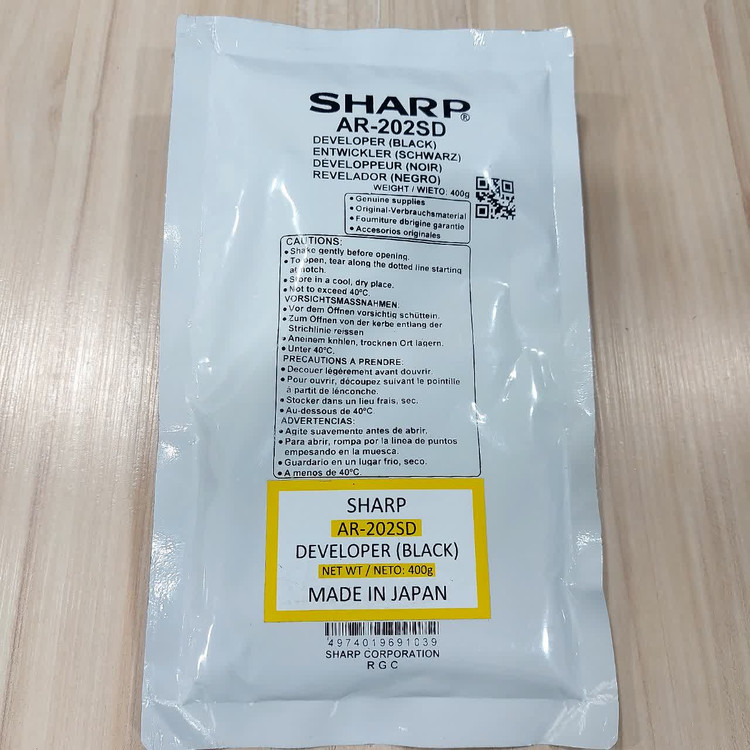 SHARP®
AR-202SD
DEVELOPER (BLACK)
ENTWICKLER (SCHWARZ)
DÉVELOPPEUR (NOIR)
REVELADOR (NEGRO)
WEIGHT / WIETO: 400g
• Genuine supplies
• Original-Verbrauchsmaterial
• Fourniture dbrigine garantie
• Accesorios originales
CAUTIONS:
• Shake gently before opening.
• To open, tear along the dotted line starting
at notch.
• Store in a cool, dry place.
• Not to exceed 40°C.
VORSICHTSMASSNAHMEN:
• Vor dem Öffnen vorsichtig schütteln.
• Zum Öffnen von der kerbe entlang der
Strichlinie reissen
• Aneinem knhlen, trocknen Ort lagern.
• Unter 40°C.
PRECAUTIONS A PRENDRE:
• Decouer légèrement avant douvrir.
• Pour ouvrir, découpez suivant le pointille
à partit de lénconche.
• Stocker dans un lieu frais, sec.
• Au-dessous de 40°C.
ADVERTENCIAS:
• Agite suavemente antes de abrir.
• Para abrir, rompa por la linea de puntos
empesando en la muesca.
• Guardario en un lugar frio, seco.
• A menos de 40°C.
SHARP
AR-202SD
DEVELOPER (BLACK)
NET WT / NETO: 400g
MADE IN JAPAN
4974019691039
SHARP CORPORATION
R G C